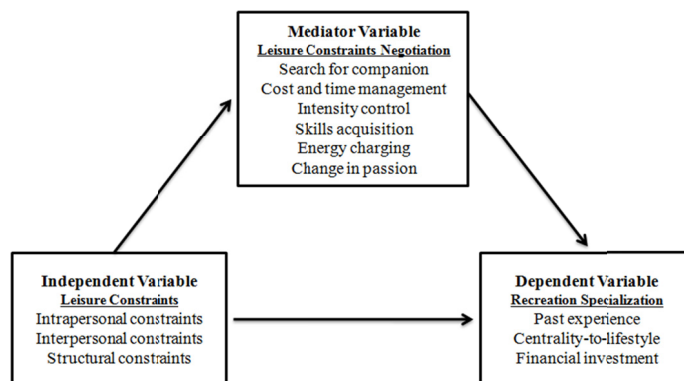 Mediator Variable
Leisure Constraints Negotiation
Search for companion
Cost and time management
Intensity control
Skills acquisition
Energy charging
Change in passion
Independent Variable
Leisure Constraints
Intrapersonal constraints
Interpersonal constraints
Structural constraints
Dependent Variable
Recreation Specialization
Past experience
Centrality-to-lifestyle
Financial investment